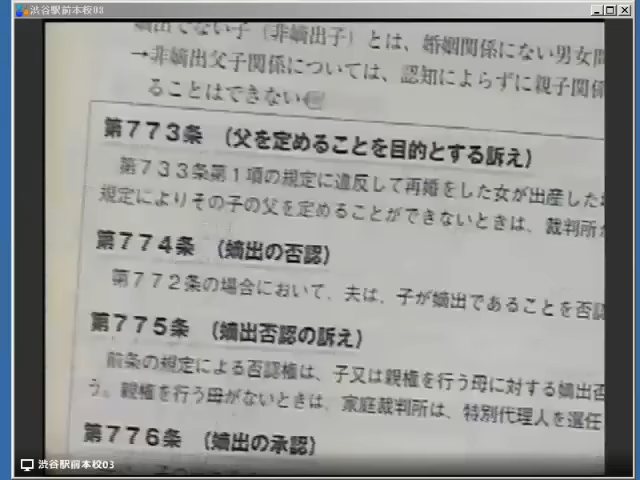 渋谷駅前本校03
嫡出でない子（非嫡出子）とは、婚姻関係にない男女間
→非嫡出父子関係については、認知によらずに親子関係
ることはできない
第７７３条　（父を定めることを目的とする訴え）
第７３３条第１項の規定に違反して再婚をした女が出産した
規定によりその子の父を定めることができないときは、裁判所が
第７７４条　（嫡出の否認）
第７７２条の場合において、夫は、子が嫡出であることを否認
第７７５条　（嫡出否認の訴え）
前条の規定による否認権は、子又は親権を行う母に対する嫡出否
う。親権を行う母がないときは、家庭裁判所は、特別代理人を選任
第７７６条　（嫡出の承認）
渋谷駅前本校03